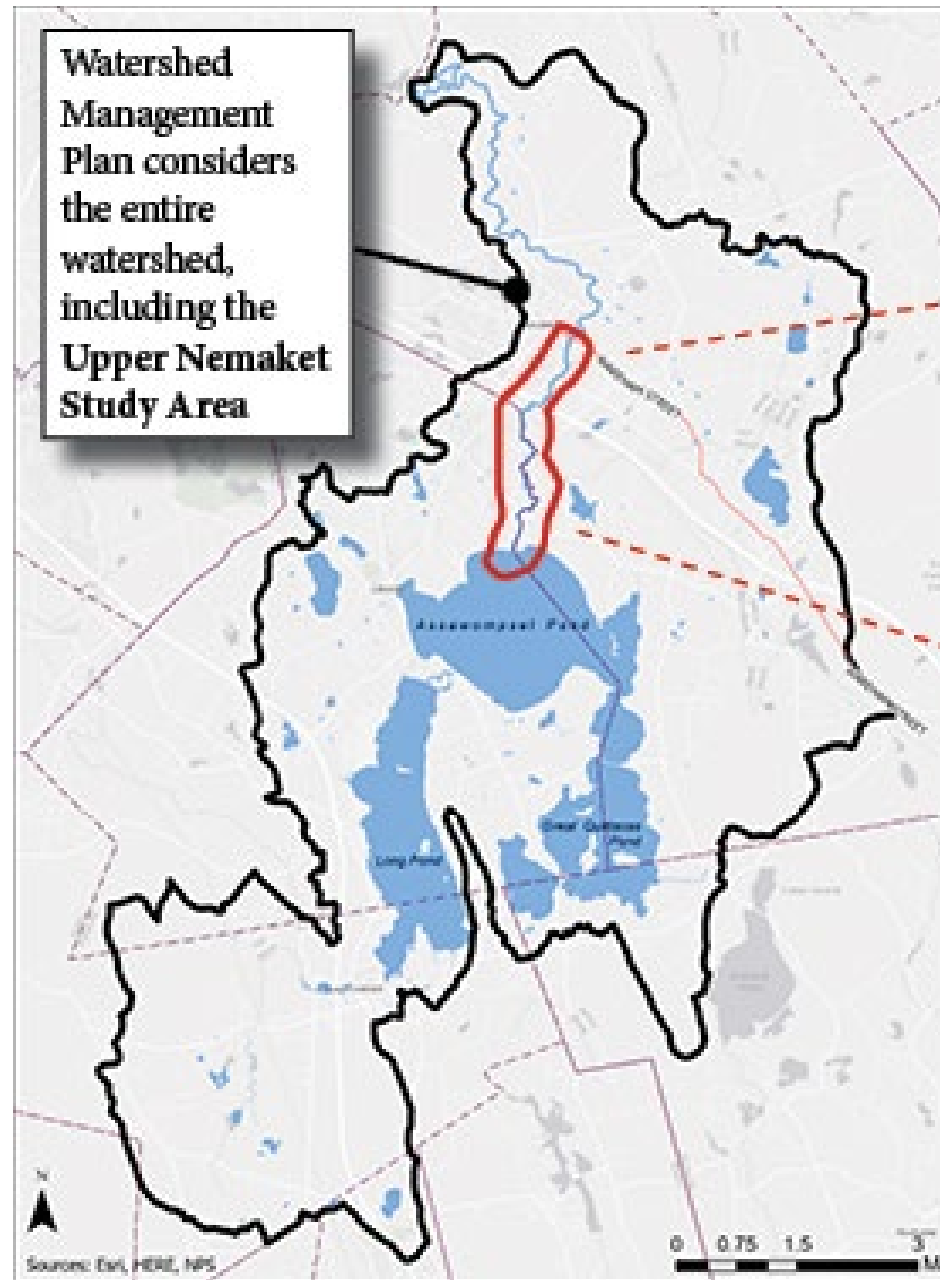 Watershed
Management
Plan considers
the entire
watershed,
including the
Upper Nemaket
Study Area
Assawompset Pond
Great Quittacas
Pond
Long Pond
N
0 0.75 1.5 3
M
Sources: Esri, HERE, NPS